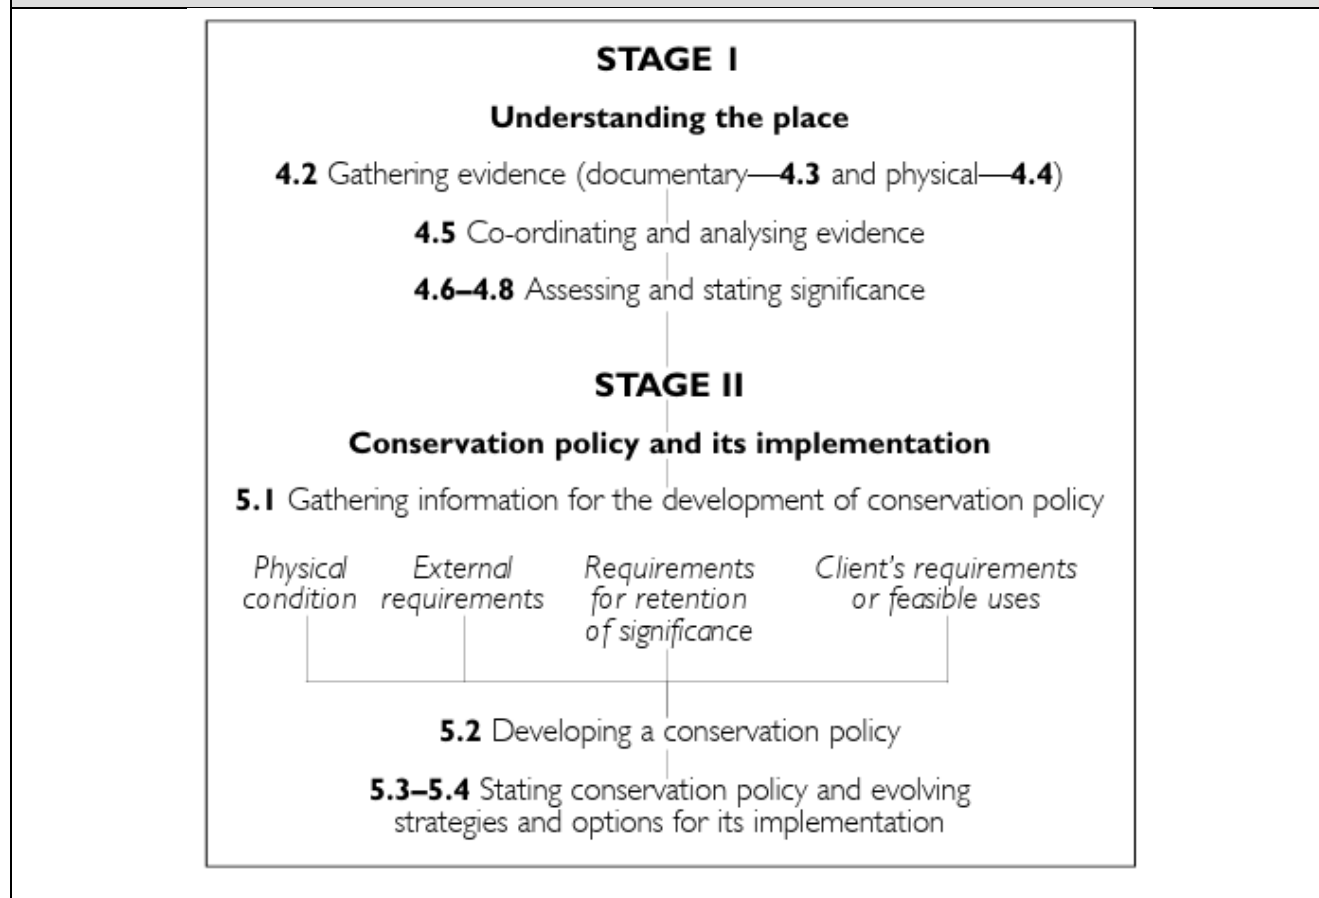 STAGE I
Understanding the place
4.2 Gathering evidence (documentary—4.3 and physical—4.4)
4.5 Co-ordinating and analysing evidence
4.6–4.8 Assessing and stating significance
STAGE II
Conservation policy and its implementation
5.1 Gathering information for the development of conservation policy
Physical condition
External requirements
Requirements for retention of significance
Client's requirements or feasible uses
5.2 Developing a conservation policy
5.3–5.4 Stating conservation policy and evolving
strategies and options for its implementation